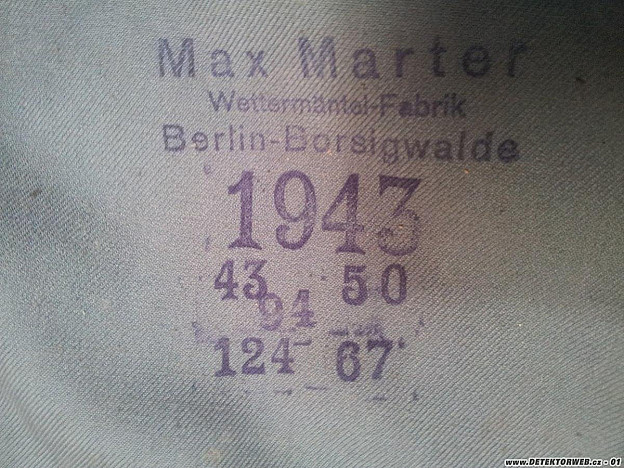 Max Marter
Wettermäntel-Fabrik
Berlin-Borsigwalde
1943
43 50
94
124 67
www.DETEKTORWEB.cz - 01